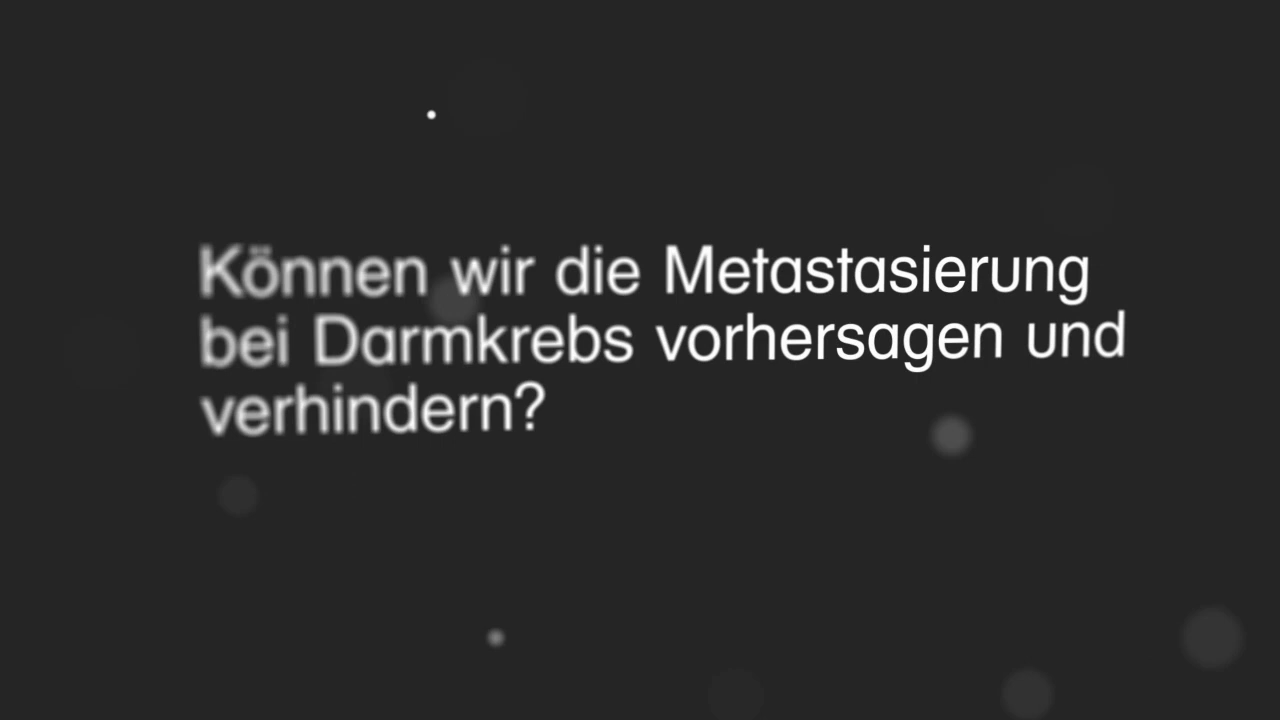 Können wir die Metastasierung
bei Darmkrebs vorhersagen und
verhindern?